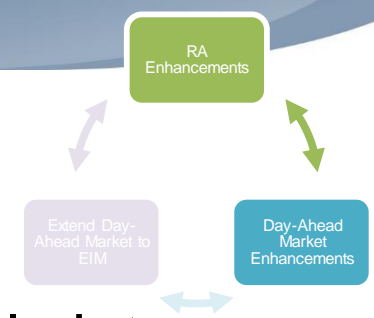 RA
Enhancements
Extend Day-
Ahead Market to
EIM
Day-Ahead
Market
Enhancements